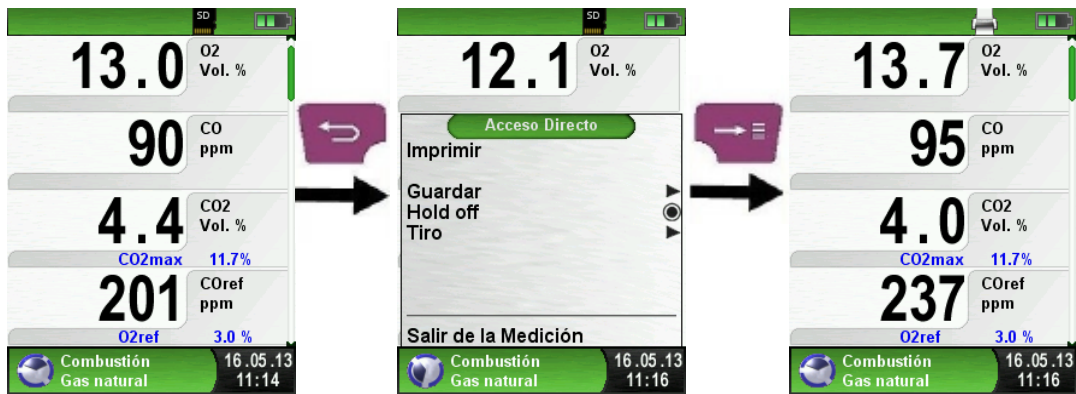 SD
13.0 O2
Vol. %
90 CO
ppm
4.4 CO2
Vol. %
CO2max 11.7%
201 COref
ppm
O2ref 3.0 %
Combustión 16.05.13
Gas natural 11:14
SD
12.1 O2
Vol. %
Acceso Directo
Imprimir
Guardar
Hold off
Tiro
Salir de la Medición
Combustión 16.05.13
Gas natural 11:16
13.7 O2
Vol. %
95 CO
ppm
4.0 CO2
Vol. %
CO2max 11.7%
237 COref
ppm
O2ref 3.0 %
Combustión 16.05.13
Gas natural 11:16